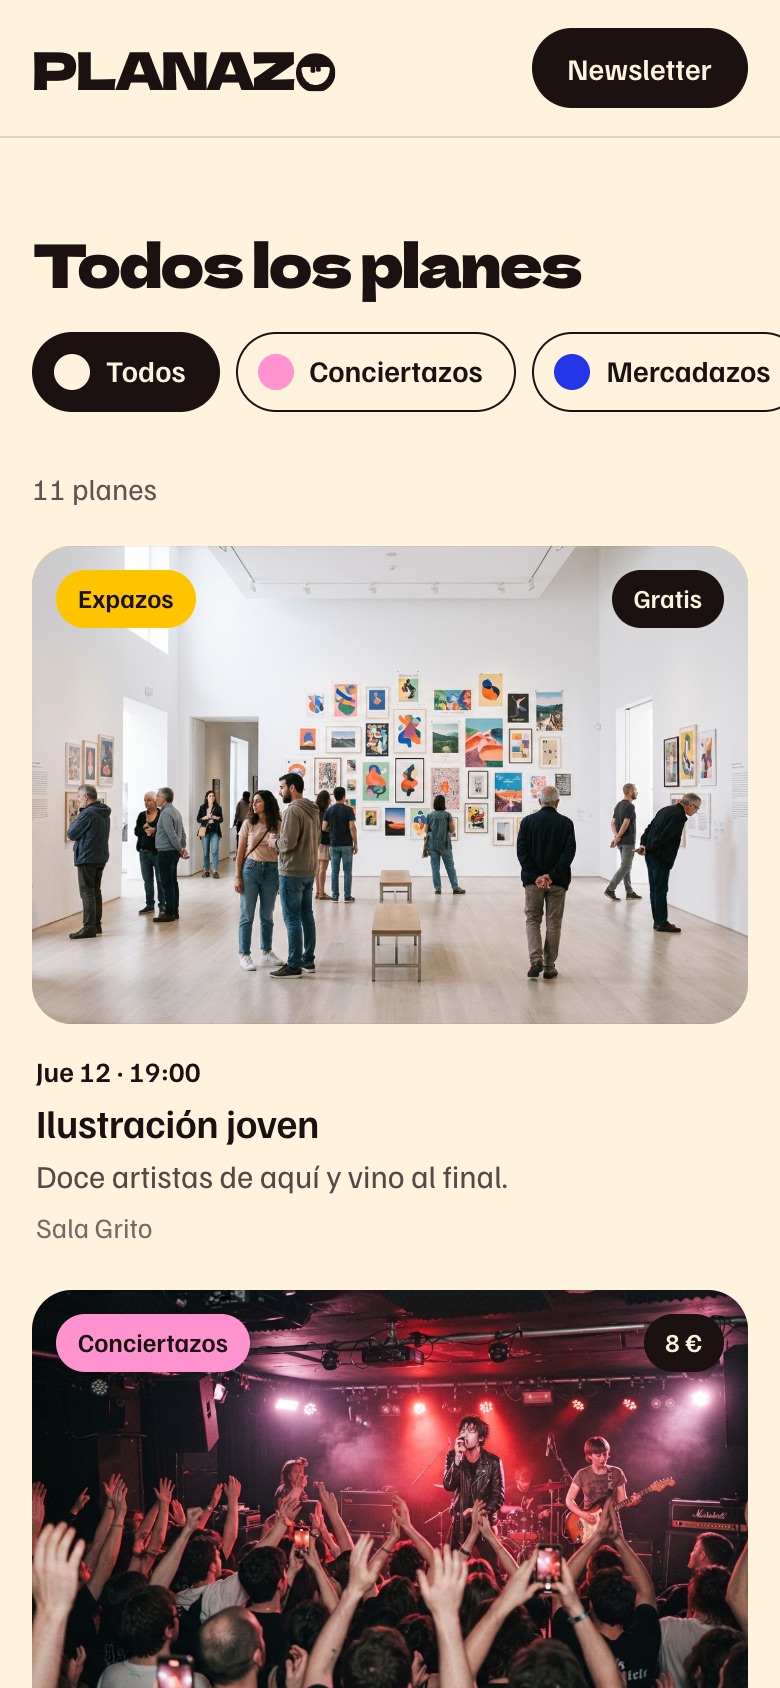 PLANAZO
Newsletter
Todos los planes
Todos
Conciertazos
Mercadazos
11 planes
Expazos
Gratis
Jue 12 · 19:00
Ilustración joven
Doce artistas de aquí y vino al final.
Sala Grito
Conciertazos
8 €
Marshall